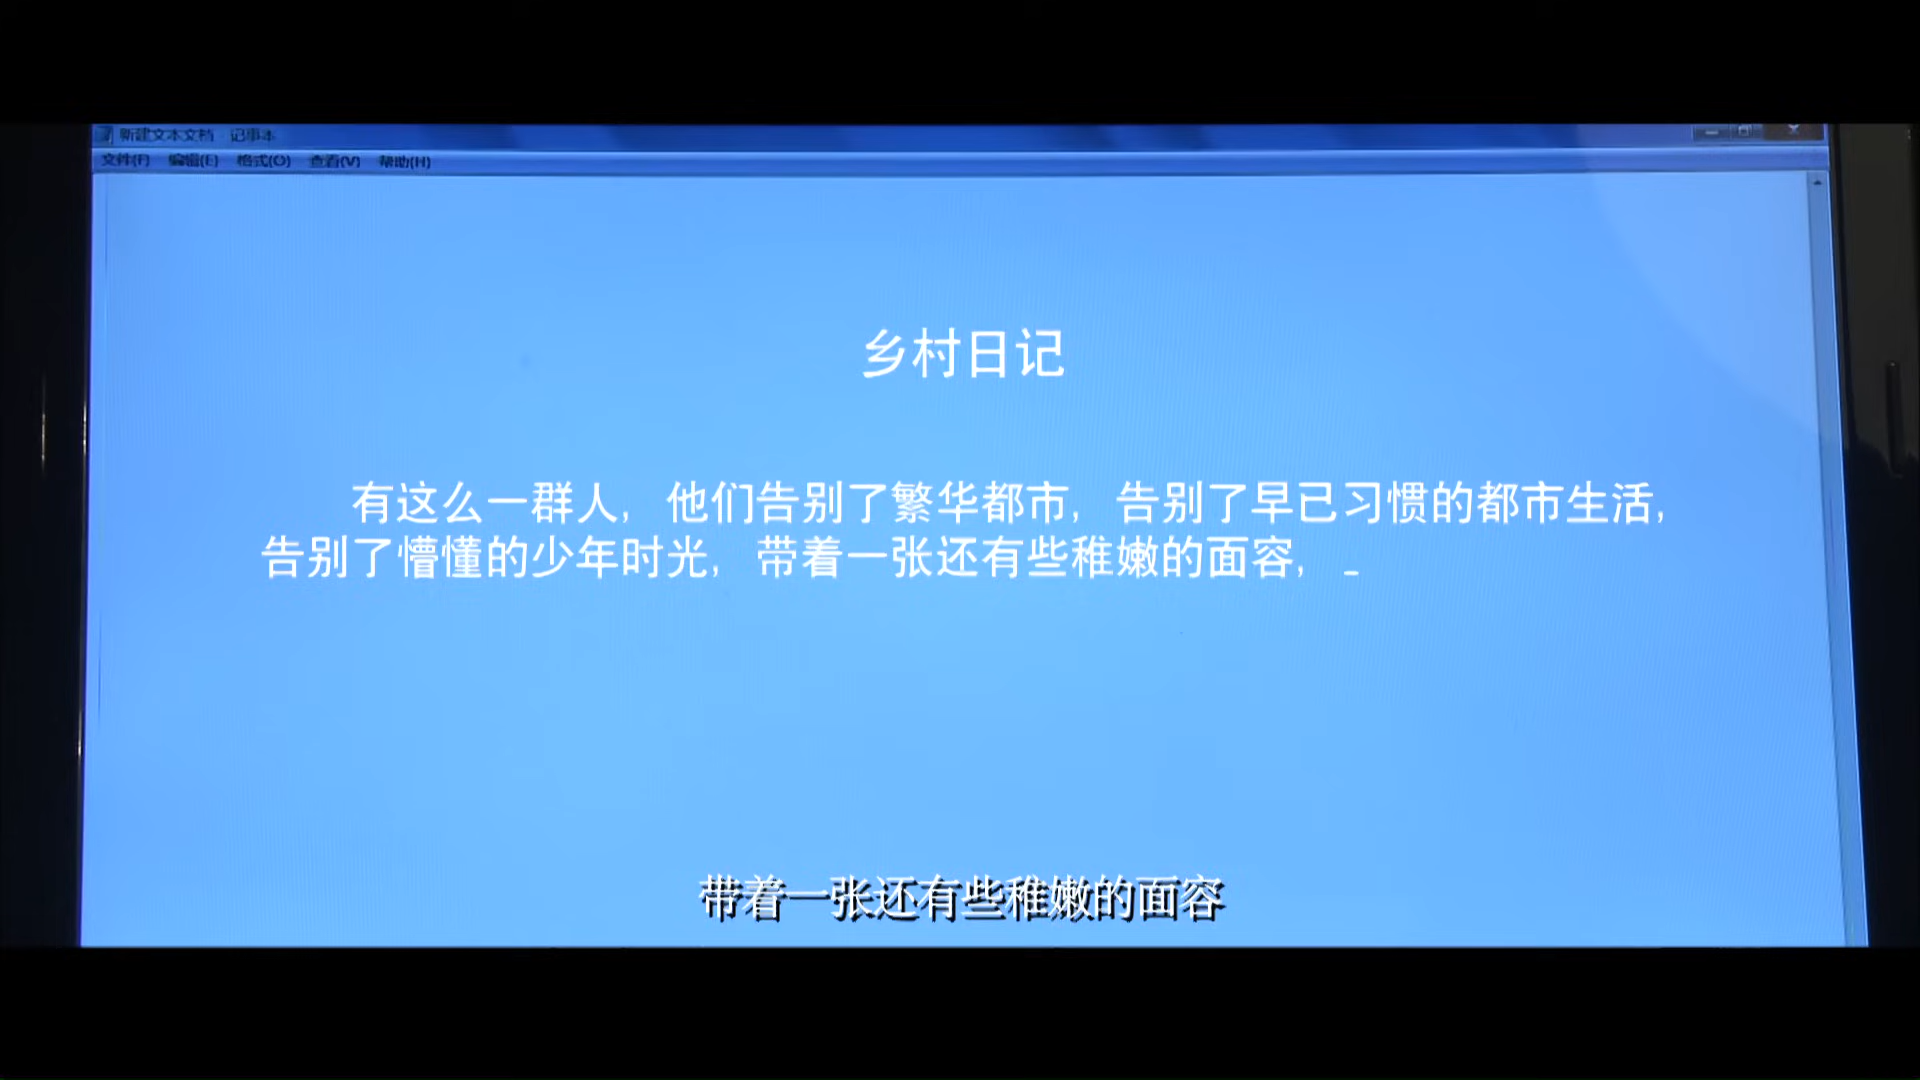 新建文本文档 - 记事本
文件(F) 编辑(E) 格式(O) 查看(V) 帮助(H)
乡村日记
有这么一群人，他们告别了繁华都市，告别了早已习惯的都市生活，
告别了懵懂的少年时光，带着一张还有些稚嫩的面容，_
带着一张还有些稚嫩的面容